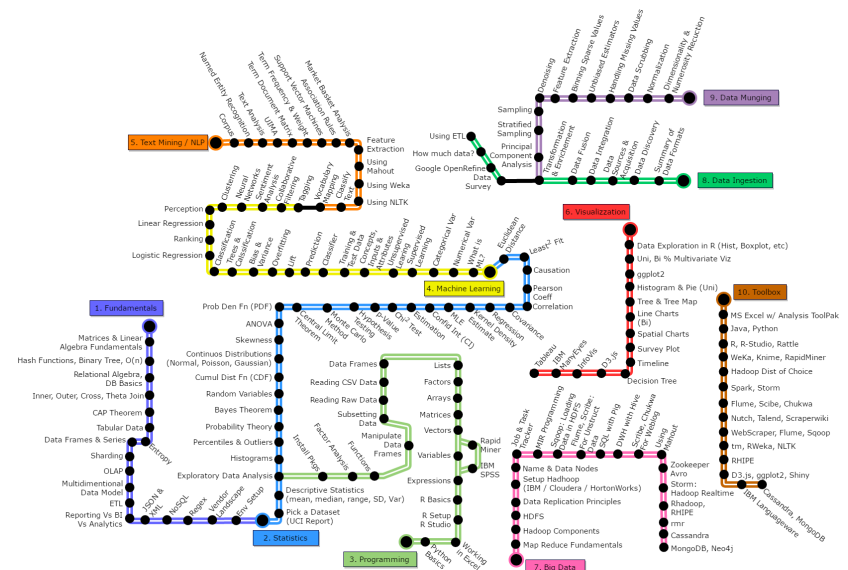 5. Text Mining / NLP
Corpus
Named Entity Recognition
Text Analysis
UIMA
Term Document Matrix
Term Frequency & Weight
Support Vector Machines
Association Rules
Market Basket Analysis
Feature
Extraction
Using
Mahout
Using Weka
Using NLTK
Classify
Text
Vocabulary
Mapping
Tagging
Collaborative
Filtering
Sentiment
Analysis
Neural
Networks
Clustering
Perception
Linear Regression
Ranking
Logistic Regression
Classification
Trees &
Classification
Bias &
Variance
Overfitting
Lift
Prediction
Classifier
Training &
Test Data
Concepts,
Inputs &
Attributes
Unsupervised
Learning
Supervised
Learning
Categorical Var
Numerical Var
What is
ML?
4. Machine Learning
Euclidean
Distance
Least² Fit
Causation
Pearson
Coeff
Correlation
Covariance
Regression
Kernel Density
Estimate
MLE
Confid Int (CI)
Estimation
Chi² Test
p-Value
Hypothesis
Testing
Monte Carlo
Method
Central Limit
Theorem
Prob Den Fn (PDF)
ANOVA
Skewness
Continuos Distributions
(Normal, Poisson, Gaussian)
Cumul Dist Fn (CDF)
Random Variables
Bayes Theorem
Probability Theory
Percentiles & Outliers
Histograms
Exploratory Data Analysis
Descriptive Statistics
(mean, median, range, SD, Var)
Pick a Dataset
(UCI Report)
2. Statistics
1. Fundamentals
Matrices & Linear
Algebra Fundamentals
Hash Functions, Binary Tree, O(n)
Relational Algebra,
DB Basics
Inner, Outer, Cross, Theta Join
CAP Theorem
Tabular Data
Data Frames & Series
Entropy
Sharding
OLAP
Multidimentional
Data Model
ETL
Reporting Vs BI
Vs Analytics
JSON &
XML
NoSQL
Regex
Vendor
Landscape
Env Setup
3. Programming
Python
Basics
Working
in Excel
R Setup
R Studio
R Basics
Expressions
IBM
SPSS
Rapid
Miner
Variables
Vectors
Matrices
Arrays
Factors
Lists
Data Frames
Reading CSV Data
Reading Raw Data
Subsetting
Data
Manipulate
Data
Frames
Functions
Factor Analysis
Install Pkgs
9. Data Munging
Dimensionality &
Numerosity Recuction
Normalization
Data Scrubbing
Handling Missing Values
Unbiased Estimators
Binning Sparse Values
Feature Extraction
Denoising
Sampling
Stratified
Sampling
Principal
Component
Analysis
Using ETL
How much data?
Google OpenRefine
Data
Survey
Transformation
& Enrichement
Data Fusion
Data Integration
Data
Sources &
Acquisition
Data Discovery
Summary of
Data Formats
8. Data Ingestion
6. Visualizzation
Data Exploration in R (Hist, Boxplot, etc)
Uni, Bi % Multivariate Viz
ggplot2
Histogram & Pie (Uni)
Tree & Tree Map
Line Charts
(Bi)
Spatial Charts
Survey Plot
Timeline
Decision Tree
D3.js
InfoVis
ManyEyes
IBM
Tableau
10. Toolbox
MS Excel w/ Analysis ToolPak
Java, Python
R, R-Studio, Rattle
WeKa, Knime, RapidMiner
Hadoop Dist of Choice
Spark, Storm
Flume, Scibe, Chukwa
Nutch, Talend, Scraperwiki
WebScraper, Flume, Sqoop
tm, RWeka, NLTK
RHIPE
D3.js, ggplot2, Shiny
IBM Languageware
Cassandra, MongoDB
7. Big Data
Map Reduce Fundamentals
Hadoop Components
HDFS
Data Replication Principles
Setup Hadhoop
(IBM / Cloudera / HortonWorks)
Name & Data Nodes
Job & Task
Tracker
M/R Programming
Sqoop: Loading
Data in HDFS
Flume, Scribe:
For Unstruct
Data
SQL with Pig
DWH with Hive
Scribe, Chukwa
For Weblog
Using
Mahout
Zookeeper
Avro
Storm:
Hadoop Realtime
Rhadoop,
RHIPE
rmr
Cassandra
MongoDB, Neo4j